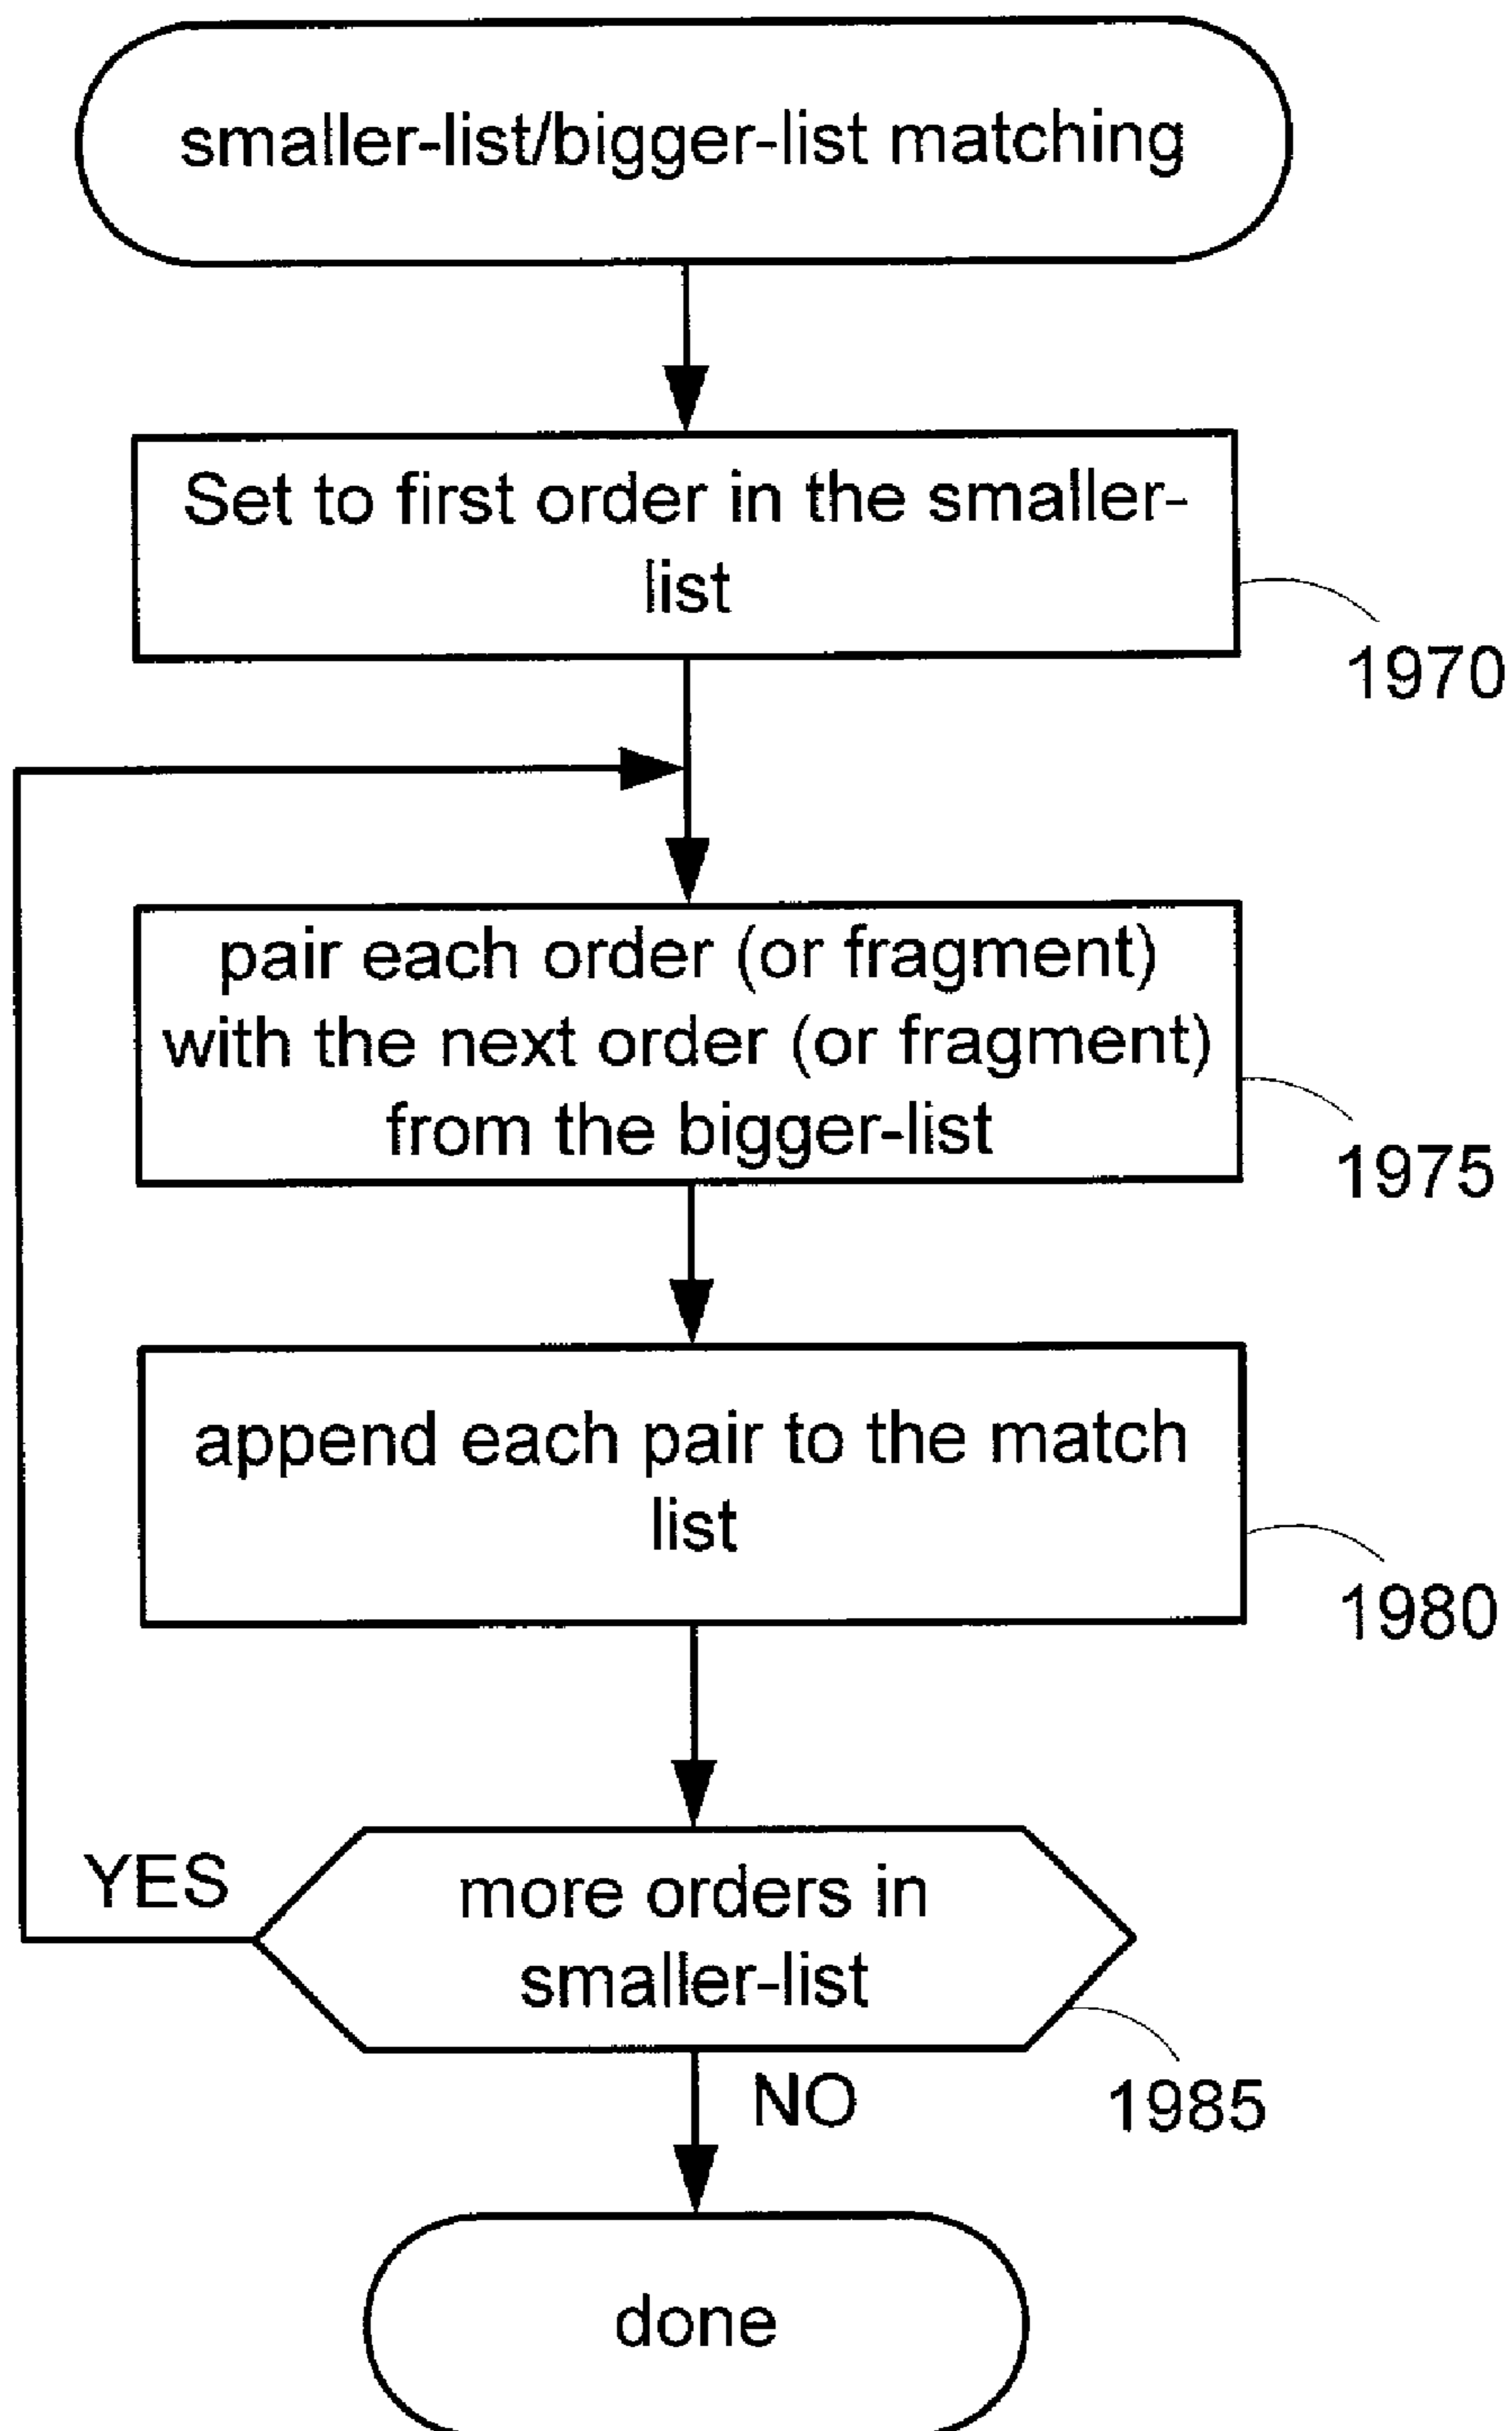 smaller-list/bigger-list matching
Set to first order in the smaller-
list
1970
pair each order (or fragment)
with the next order (or fragment)
from the bigger-list
1975
append each pair to the match
list
1980
YES
more orders in
smaller-list
1985
NO
done